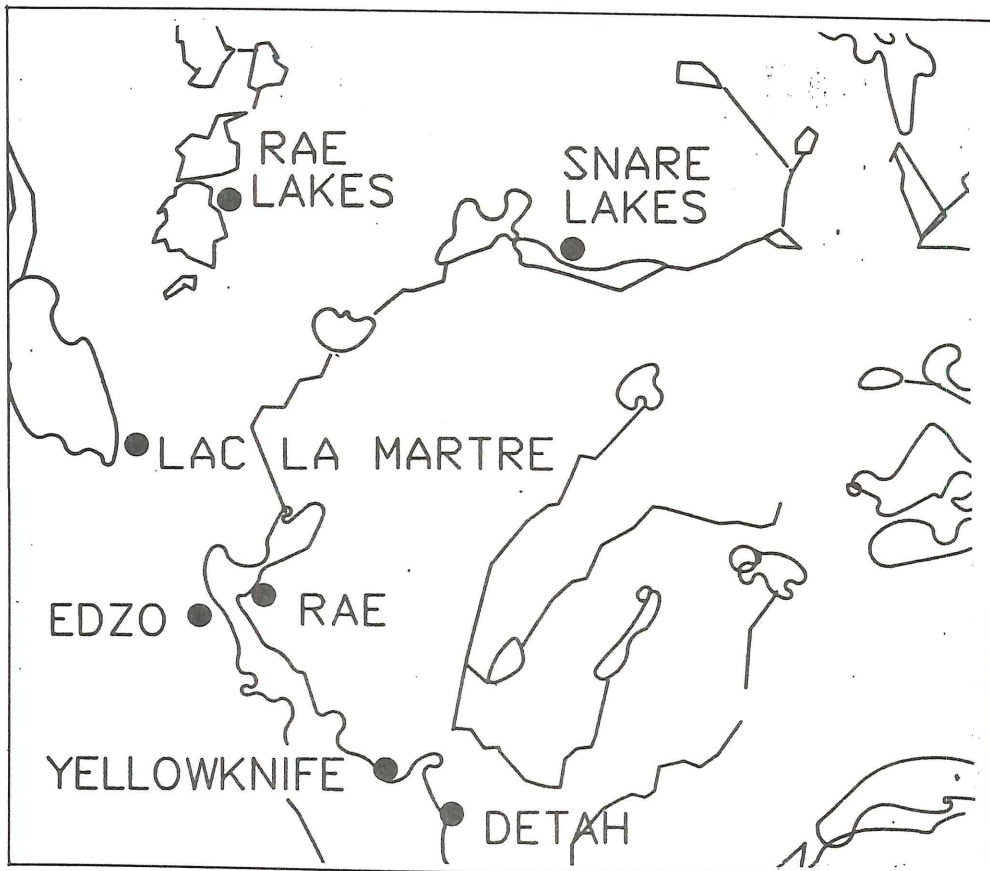 RAE
LAKES
SNARE
LAKES
LAC LA MARTRE
EDZO
RAE
YELLOWKNIFE
DETAH